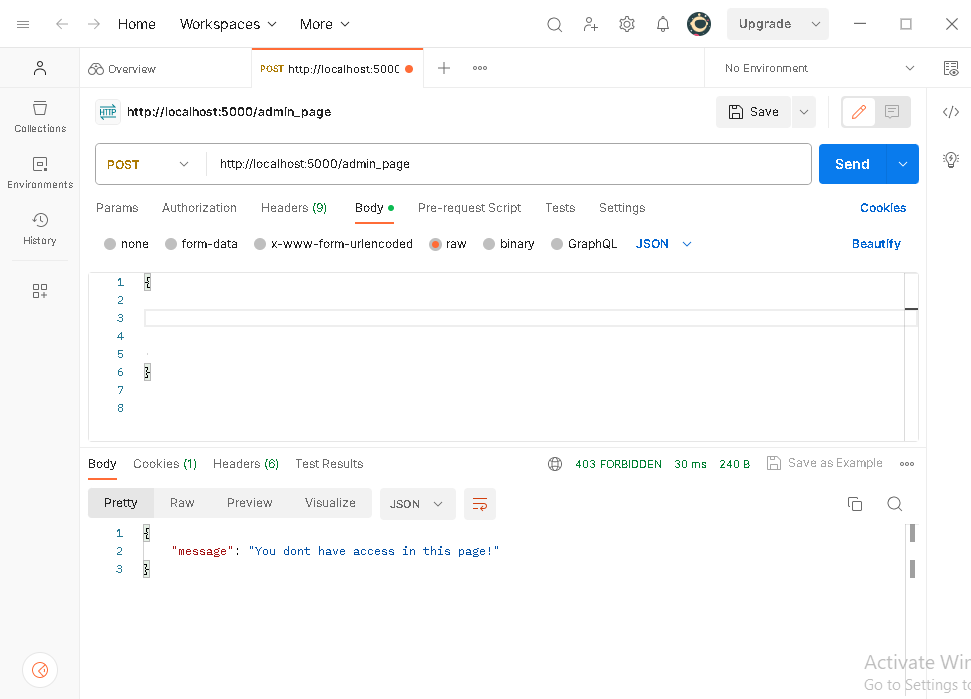 Home Workspaces More Upgrade
Overview POST http://localhost:5000 No Environment
HTTP http://localhost:5000/admin_page Save
Collections
POST http://localhost:5000/admin_page Send
Environments
Params Authorization Headers (9) Body Pre-request Script Tests Settings Cookies
History
none form-data x-www-form-urlencoded raw binary GraphQL JSON Beautify
1 {
2
3
4
5
6 }
7
8
Body Cookies (1) Headers (6) Test Results 403 FORBIDDEN 30 ms 240 B Save as Example
Pretty Raw Preview Visualize JSON
1 {
2 "message": "You dont have access in this page!"
3 }
Activate Win
Go to Settings to